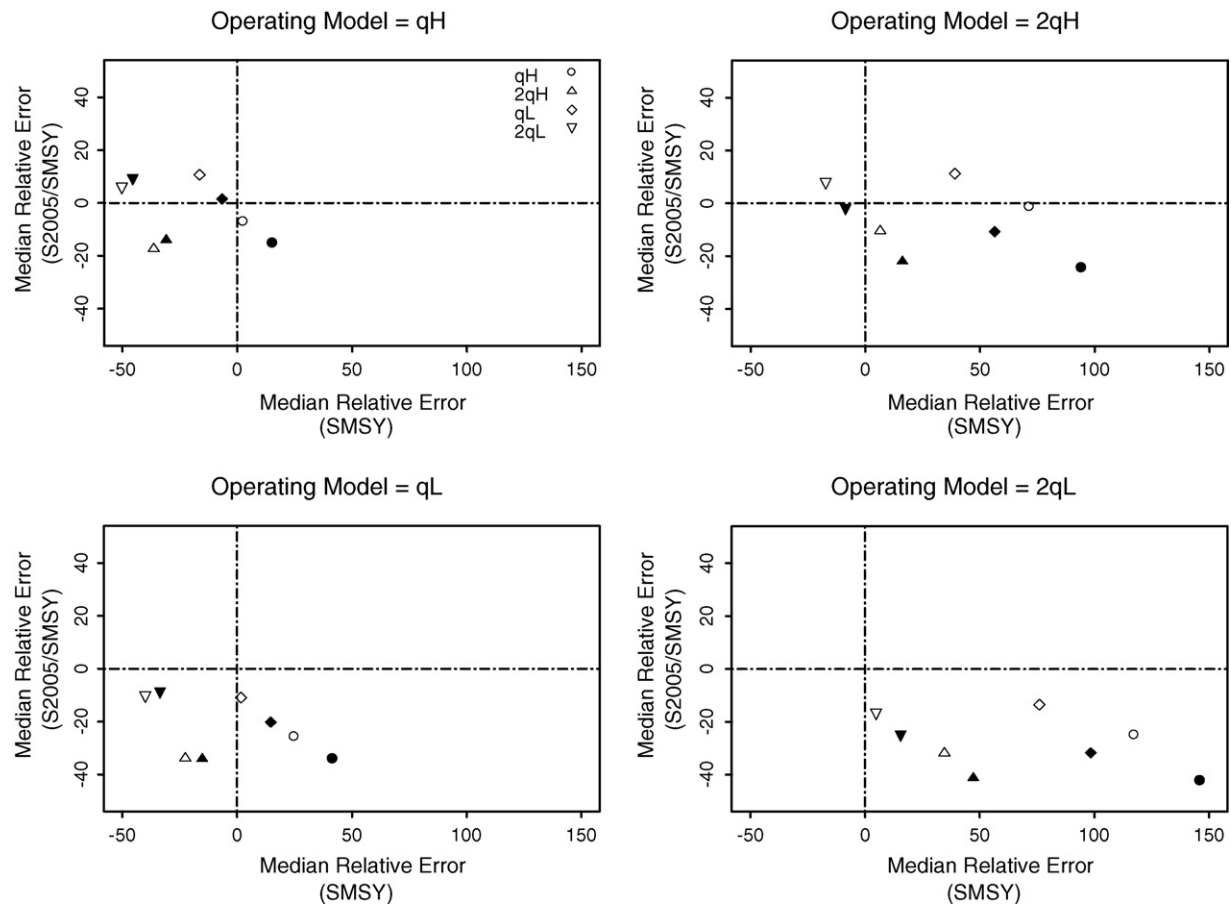 Operating Model = qH
Median Relative Error
(S2005/SMSY)
40
20
0
-20
-40
qH
2qH
qL
2qL
-50
0
50
100
150
Median Relative Error
(SMSY)
Operating Model = 2qH
Median Relative Error
(S2005/SMSY)
40
20
0
-20
-40
-50
0
50
100
150
Median Relative Error
(SMSY)
Operating Model = qL
Median Relative Error
(S2005/SMSY)
40
20
0
-20
-40
-50
0
50
100
150
Median Relative Error
(SMSY)
Operating Model = 2qL
Median Relative Error
(S2005/SMSY)
40
20
0
-20
-40
-50
0
50
100
150
Median Relative Error
(SMSY)